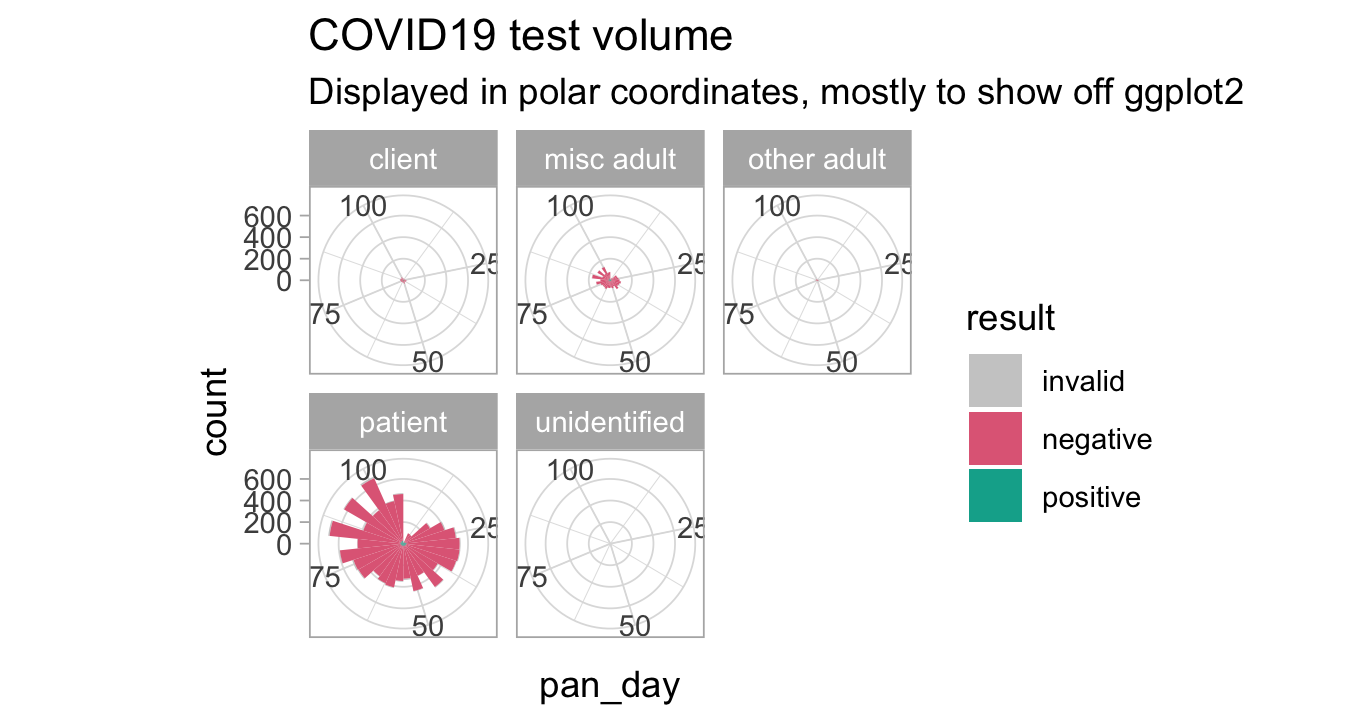 COVID19 test volume
Displayed in polar coordinates, mostly to show off ggplot2
client
misc adult
other adult
600
400
200
0
100
25
50
75
100
25
50
75
100
25
50
75
patient
unidentified
600
400
200
0
100
25
50
75
100
25
50
75
count
pan_day
result
invalid
negative
positive